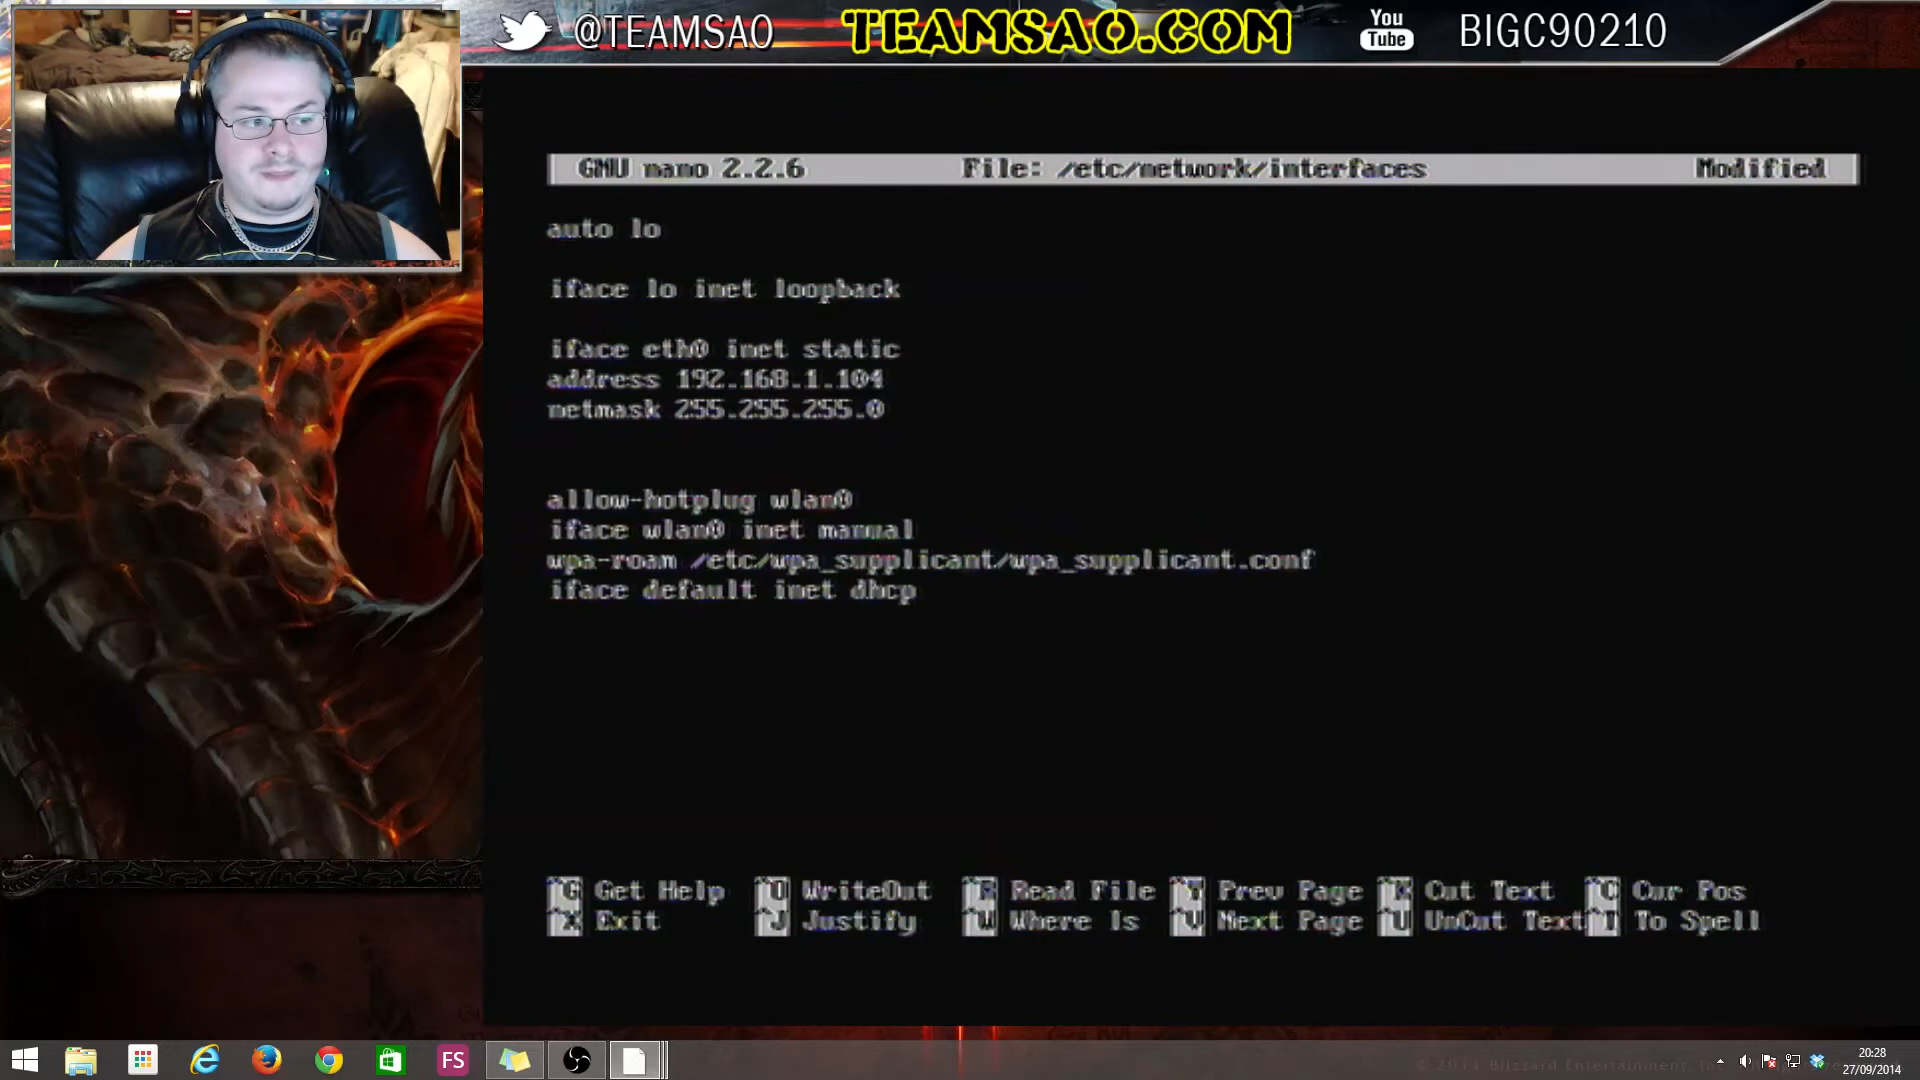 @TEAMSAO TEAMSAO.COM You Tube BIGC90210
GNU nano 2.2.6 File: /etc/network/interfaces Modified
auto lo
iface lo inet loopback
iface eth0 inet static
address 192.168.1.104
netmask 255.255.255.0
allow-hotplug wlan0
iface wlan0 inet manual
wpa-roam /etc/wpa_supplicant/wpa_supplicant.conf
iface default inet dhcp
^G Get Help ^O WriteOut ^R Read File ^Y Prev Page ^K Cut Text ^C Cur Pos
^X Exit ^J Justify ^W Where Is ^V Next Page ^U UnCut Text ^T To Spell
FS
20:28
27/09/2014